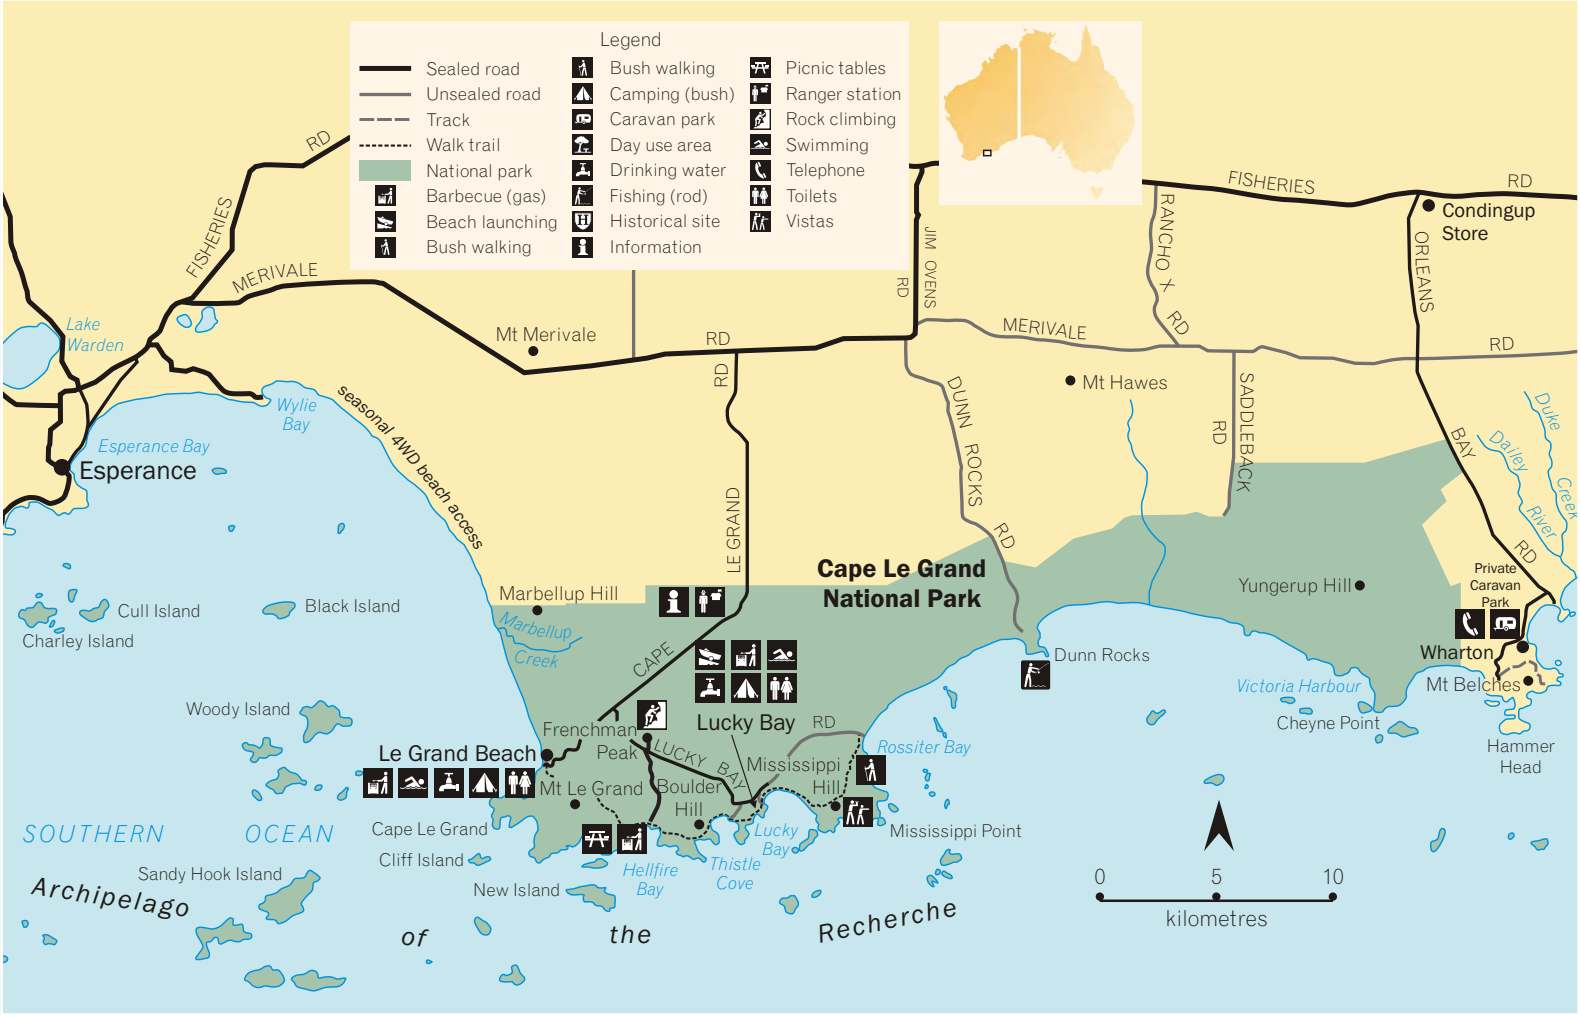 Legend
Sealed road
Unsealed road
Track
Walk trail
National park
Barbecue (gas)
Beach launching
Bush walking
Bush walking
Camping (bush)
Caravan park
Day use area
Drinking water
Fishing (rod)
Historical site
Information
Picnic tables
Ranger station
Rock climbing
Swimming
Telephone
Toilets
Vistas
H
FISHERIES
RD
MERIVALE
RD
FISHERIES
RD
JIM OVENS
RD
RANCHO X
RD
Condingup
Store
ORLEANS
BAY
RD
Lake
Warden
Mt Merivale
RD
LE GRAND
CAPE
MERIVALE
RD
Mt Hawes
DUNN ROCKS
RD
SADDLEBACK
RD
Duke
Creek
Dailey
River
Wylie
Bay
Esperance Bay
Esperance
seasonal 4WD beach access
Cape Le Grand
National Park
Marbellup Hill
Marbellup
Creek
Yungerup Hill
Private
Caravan
Park
Wharton
Mt Belches
Hammer
Head
Cull Island
Charley Island
Black Island
Woody Island
Dunn Rocks
Victoria Harbour
Cheyne Point
Lucky Bay
Frenchman
Peak
LUCKY BAY
RD
Rossiter Bay
Le Grand Beach
Mt Le Grand
Boulder
Hill
Mississippi
Hill
Mississippi Point
Cape Le Grand
Cliff Island
New Island
Hellfire
Bay
Thistle
Cove
Lucky
Bay
SOUTHERN OCEAN
Sandy Hook Island
Archipelago of the Recherche
0 5 10
kilometres